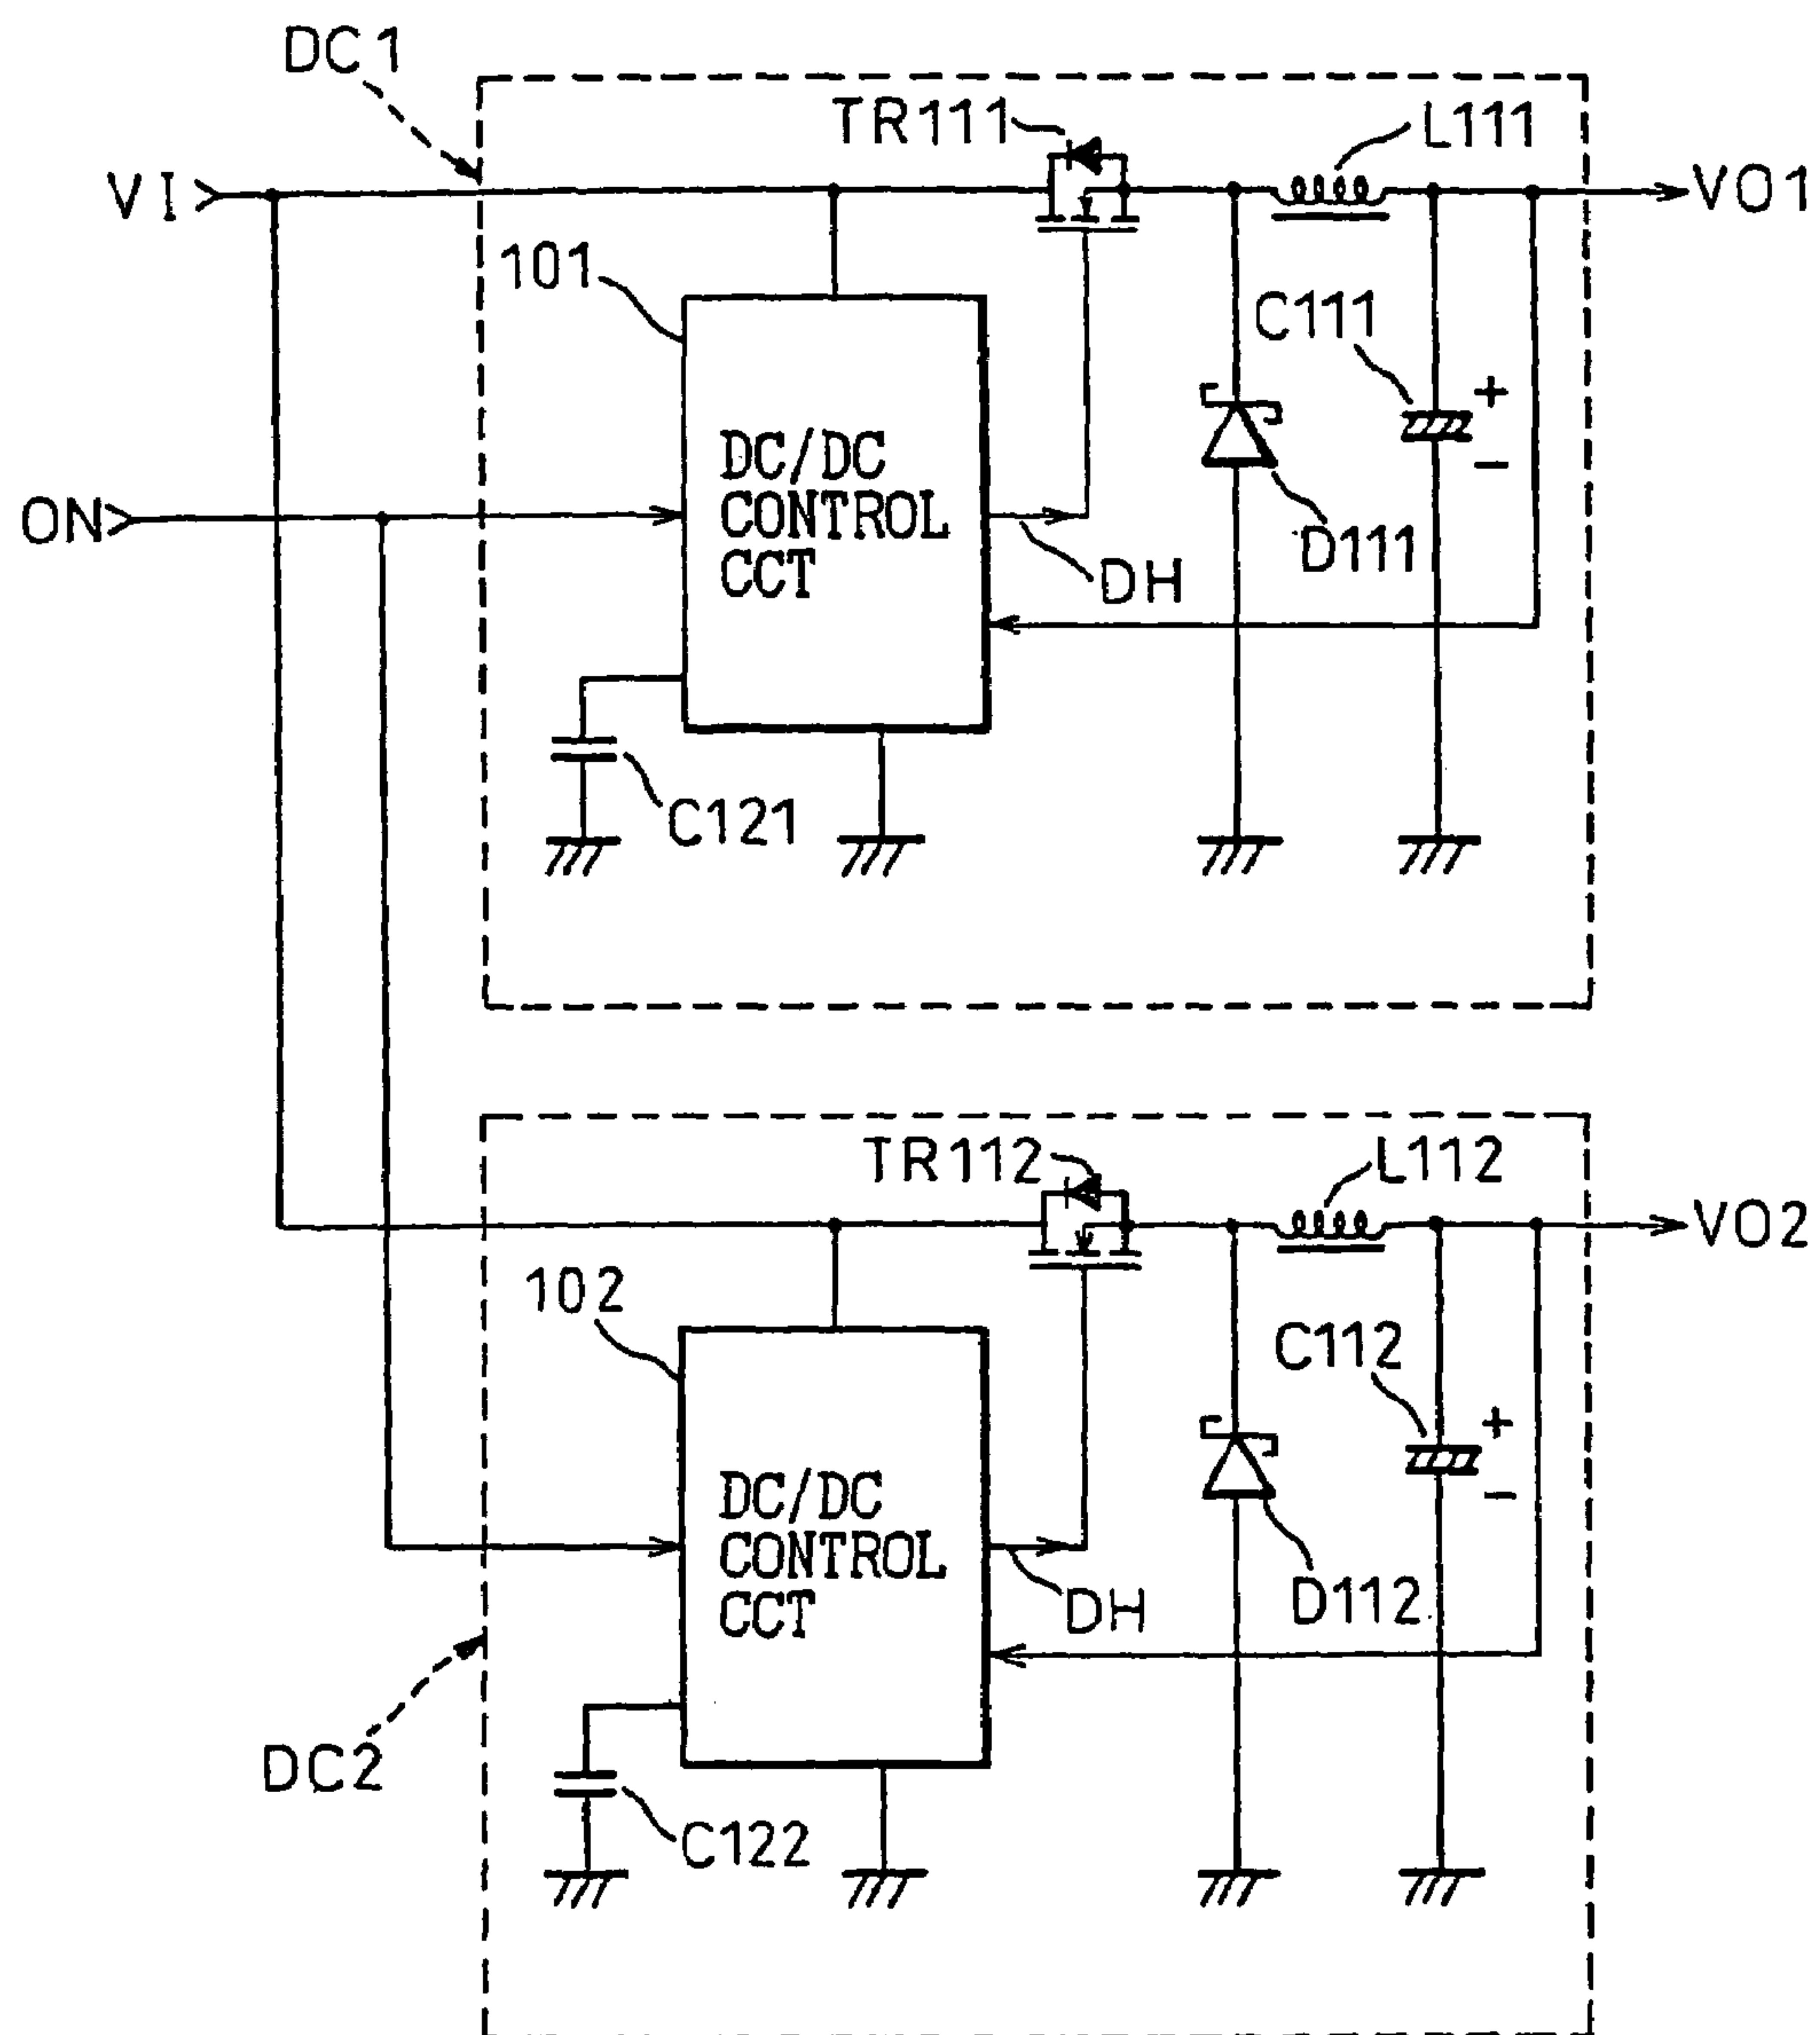 DC1
TR111
L111
VI
VO1
101
C111
+
DC/DC
CONTROL
CCT
−
ON
D111
DH
C121
TR112
L112
VO2
102
C112
+
DC/DC
CONTROL
CCT
−
D112
DH
DC2
C122